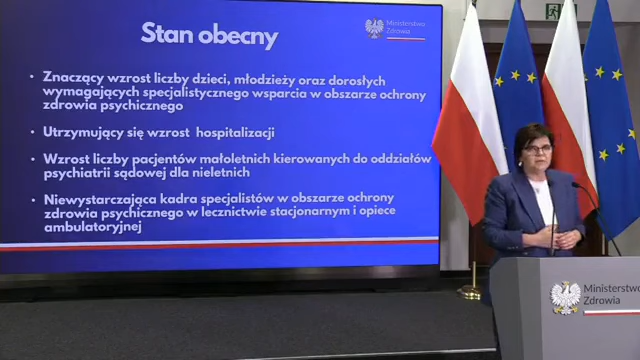 Stan obecny
Ministerstwo
Zdrowia
• Znaczący wzrost liczby dzieci, młodzieży oraz dorosłych
wymagających specjalistycznego wsparcia w obszarze ochrony
zdrowia psychicznego
• Utrzymujący się wzrost hospitalizacji
• Wzrost liczby pacjentów małoletnich kierowanych do oddziałów
psychiatrii sądowej dla nieletnich
• Niewystarczająca kadra specjalistów w obszarze ochrony
zdrowia psychicznego w lecznictwie stacjonarnym i opiece
ambulatoryjnej
Ministerstwo
Zdrowia